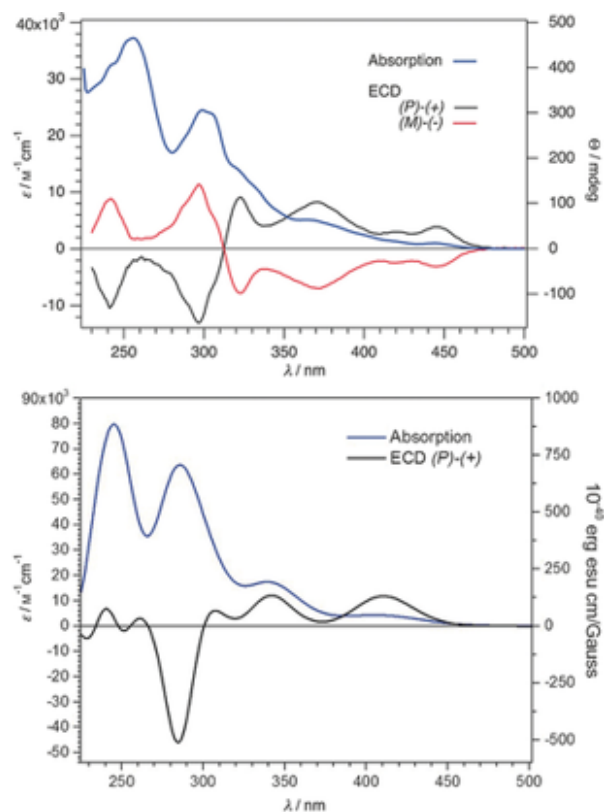 40x10³
30
20
10
0
-10
ε / M⁻¹cm⁻¹
Absorption
ECD
(P)-(+)
(M)-(-)
500
400
300
200
100
0
-100
Θ / mdeg
250 300 350 400 450 500
λ / nm
90x10³
80
70
60
50
40
30
20
10
0
-10
-20
-30
-40
-50
ε / M⁻¹cm⁻¹
Absorption
ECD (P)-(+)
1000
750
500
250
0
-250
-500
10⁻⁴⁰ erg esu cm/Gauss
250 300 350 400 450 500
λ / nm